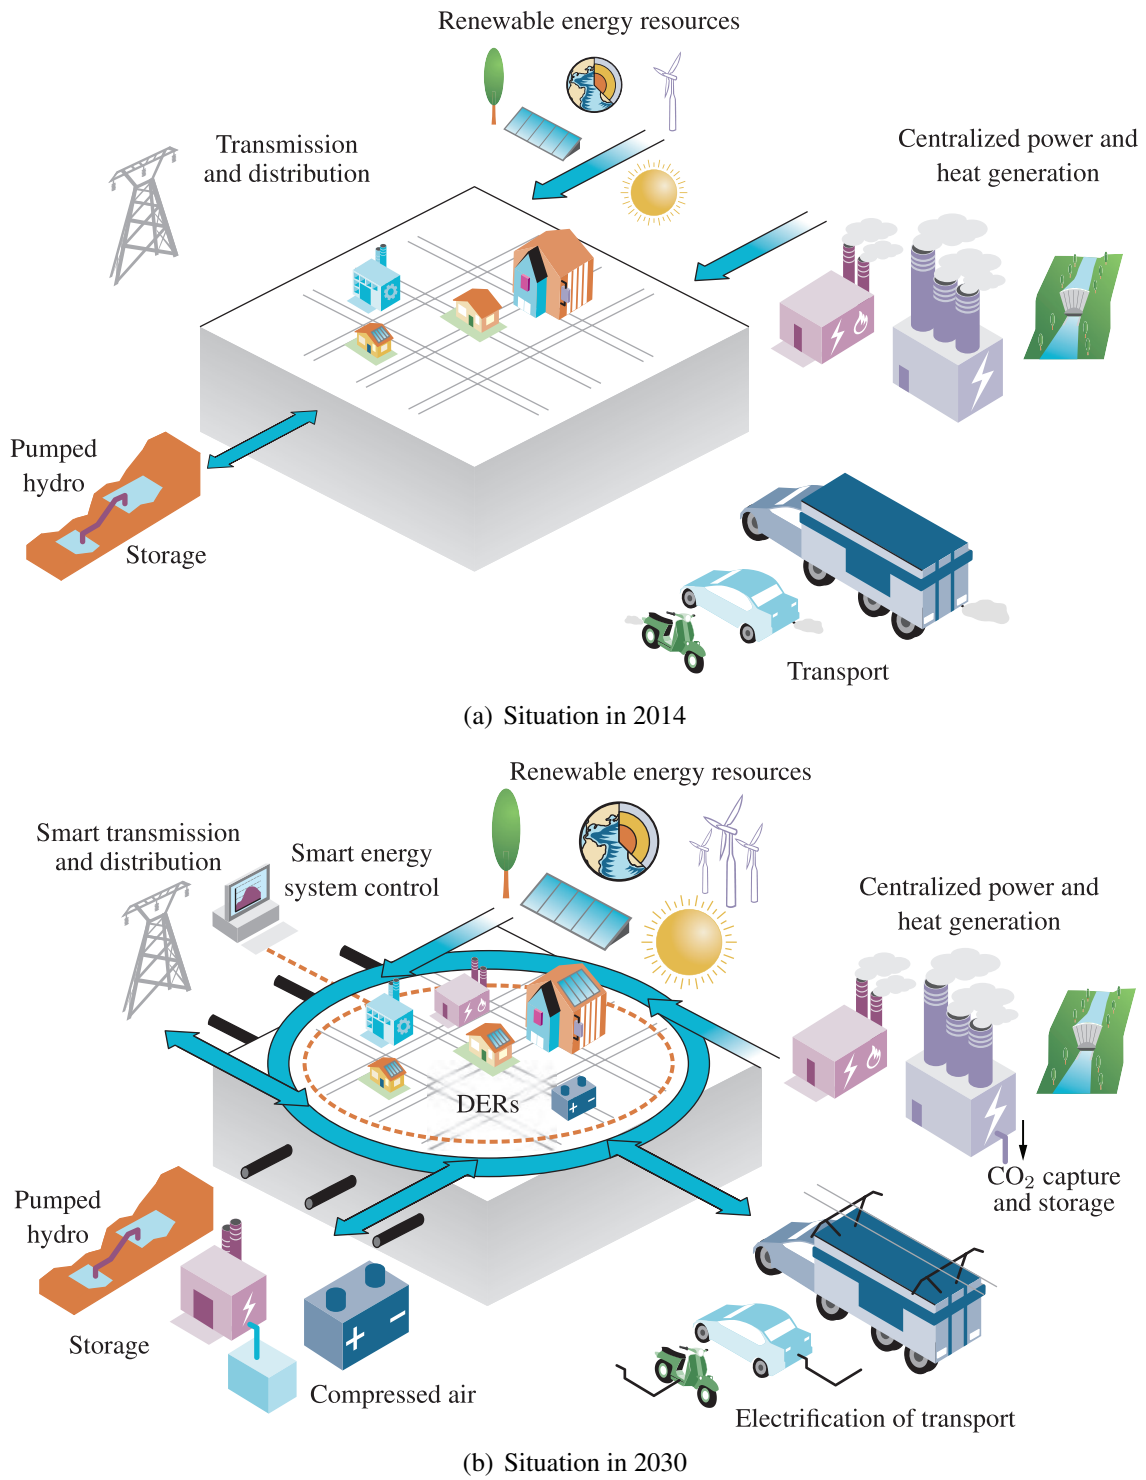 Renewable energy resources
Transmission
and distribution
Centralized power and
heat generation
Pumped
hydro
Storage
Transport
(a) Situation in 2014
Renewable energy resources
Smart transmission
and distribution
Smart energy
system control
Centralized power and
heat generation
DERs
CO₂ capture
and storage
Pumped
hydro
Storage
Compressed air
Electrification of transport
(b) Situation in 2030